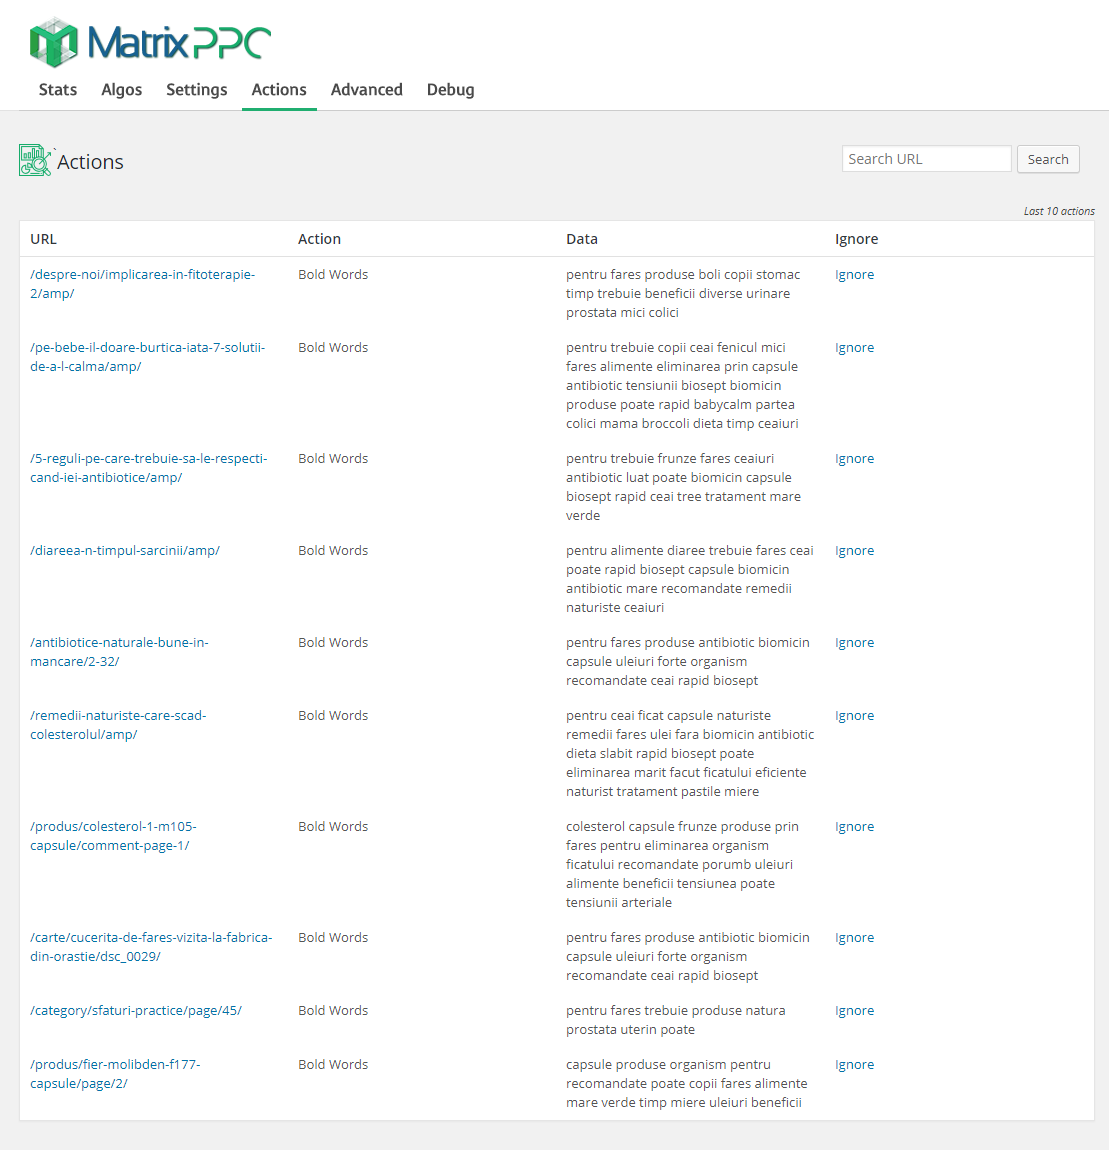 MatrixPPC
Stats Algos Settings Actions Advanced Debug
Actions
Search URL Search
Last 10 actions
URL Action Data Ignore
/despre-noi/implicarea-in-fitoterapie- Bold Words pentru fares produse boli copii stomac Ignore
2/amp/ timp trebuie beneficii diverse urinare
prostata mici colici
/pe-bebe-il-doare-burtica-iata-7-solutii- Bold Words pentru trebuie copii ceai fenicul mici Ignore
de-a-l-calma/amp/ fares alimente eliminarea prin capsule
antibiotic tensiunii biosept biomicin
produse poate rapid babycalm partea
colici mama broccoli dieta timp ceaiuri
/5-reguli-pe-care-trebuie-sa-le-respecti- Bold Words pentru trebuie frunze fares ceaiuri Ignore
cand-iei-antibiotice/amp/ antibiotic luat poate biomicin capsule
biosept rapid ceai tree tratament mare
verde
/diareea-n-timpul-sarcinii/amp/ Bold Words pentru alimente diaree trebuie fares ceai Ignore
poate rapid biosept capsule biomicin
antibiotic mare recomandate remedii
naturiste ceaiuri
/antibiotice-naturale-bune-in- Bold Words pentru fares produse antibiotic biomicin Ignore
mancare/2-32/ capsule uleiuri forte organism
recomandate ceai rapid biosept
/remedii-naturiste-care-scad- Bold Words pentru ceai ficat capsule naturiste Ignore
colesterolul/amp/ remedii fares ulei fara biomicin antibiotic
dieta slabit rapid biosept poate
eliminarea marit facut ficatului eficiente
naturist tratament pastile miere
/produs/colesterol-1-m105- Bold Words colesterol capsule frunze produse prin Ignore
capsule/comment-page-1/ fares pentru eliminarea organism
ficatului recomandate porumb uleiuri
alimente beneficii tensiunea poate
tensiunii arteriale
/carte/cucerita-de-fares-vizita-la-fabrica- Bold Words pentru fares produse antibiotic biomicin Ignore
din-orastie/dsc_0029/ capsule uleiuri forte organism
recomandate ceai rapid biosept
/category/sfaturi-practice/page/45/ Bold Words pentru fares trebuie produse natura Ignore
prostata uterin poate
/produs/fier-molibden-f177- Bold Words capsule produse organism pentru Ignore
capsule/page/2/ recomandate poate copii fares alimente
mare verde timp miere uleiuri beneficii